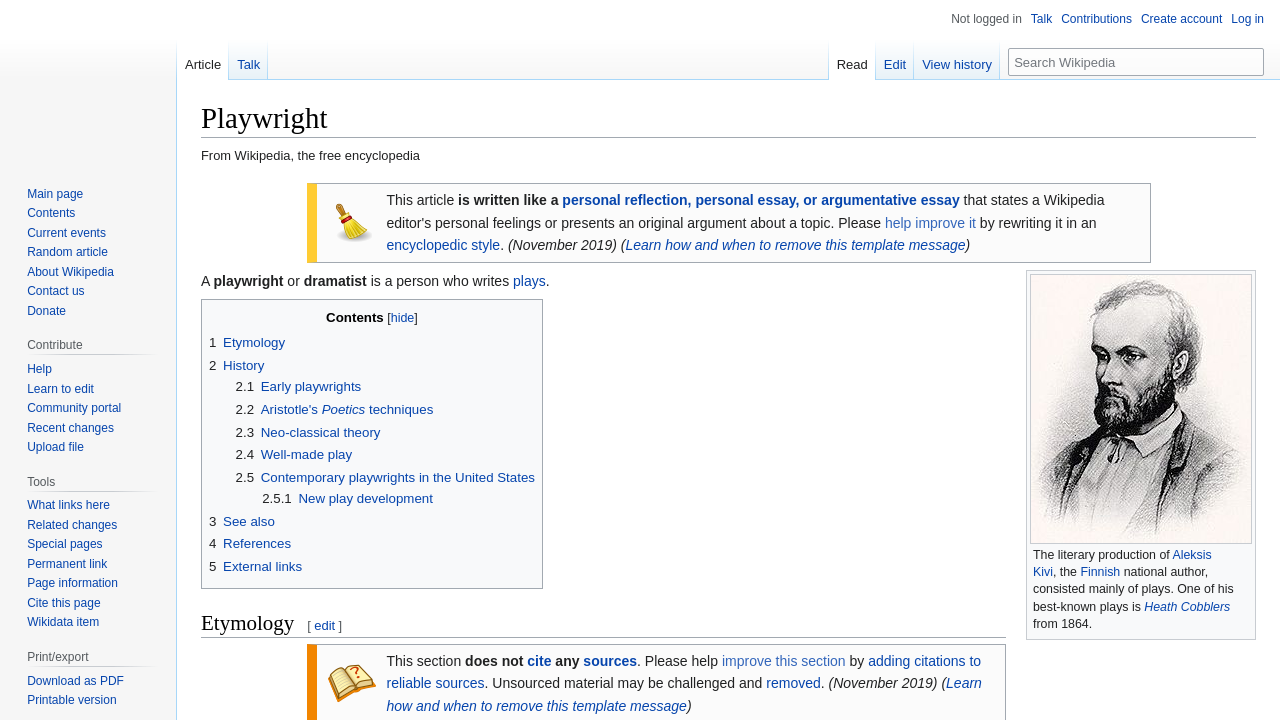 Not logged in Talk Contributions Create account Log in
Article Talk Read Edit View history Search Wikipedia
Playwright
From Wikipedia, the free encyclopedia
Main page
Contents
Current events
Random article
About Wikipedia
Contact us
Donate
Contribute
Help
Learn to edit
Community portal
Recent changes
Upload file
Tools
What links here
Related changes
Special pages
Permanent link
Page information
Cite this page
Wikidata item
Print/export
Download as PDF
Printable version
This article is written like a personal reflection, personal essay, or argumentative essay that states a Wikipedia
editor's personal feelings or presents an original argument about a topic. Please help improve it by rewriting it in an
encyclopedic style. (November 2019) (Learn how and when to remove this template message)
A playwright or dramatist is a person who writes plays.
Contents [hide]
1 Etymology
2 History
2.1 Early playwrights
2.2 Aristotle's Poetics techniques
2.3 Neo-classical theory
2.4 Well-made play
2.5 Contemporary playwrights in the United States
2.5.1 New play development
3 See also
4 References
5 External links
The literary production of Aleksis
Kivi, the Finnish national author,
consisted mainly of plays. One of his
best-known plays is Heath Cobblers
from 1864.
Etymology [ edit ]
This section does not cite any sources. Please help improve this section by adding citations to
reliable sources. Unsourced material may be challenged and removed. (November 2019) (Learn
how and when to remove this template message)